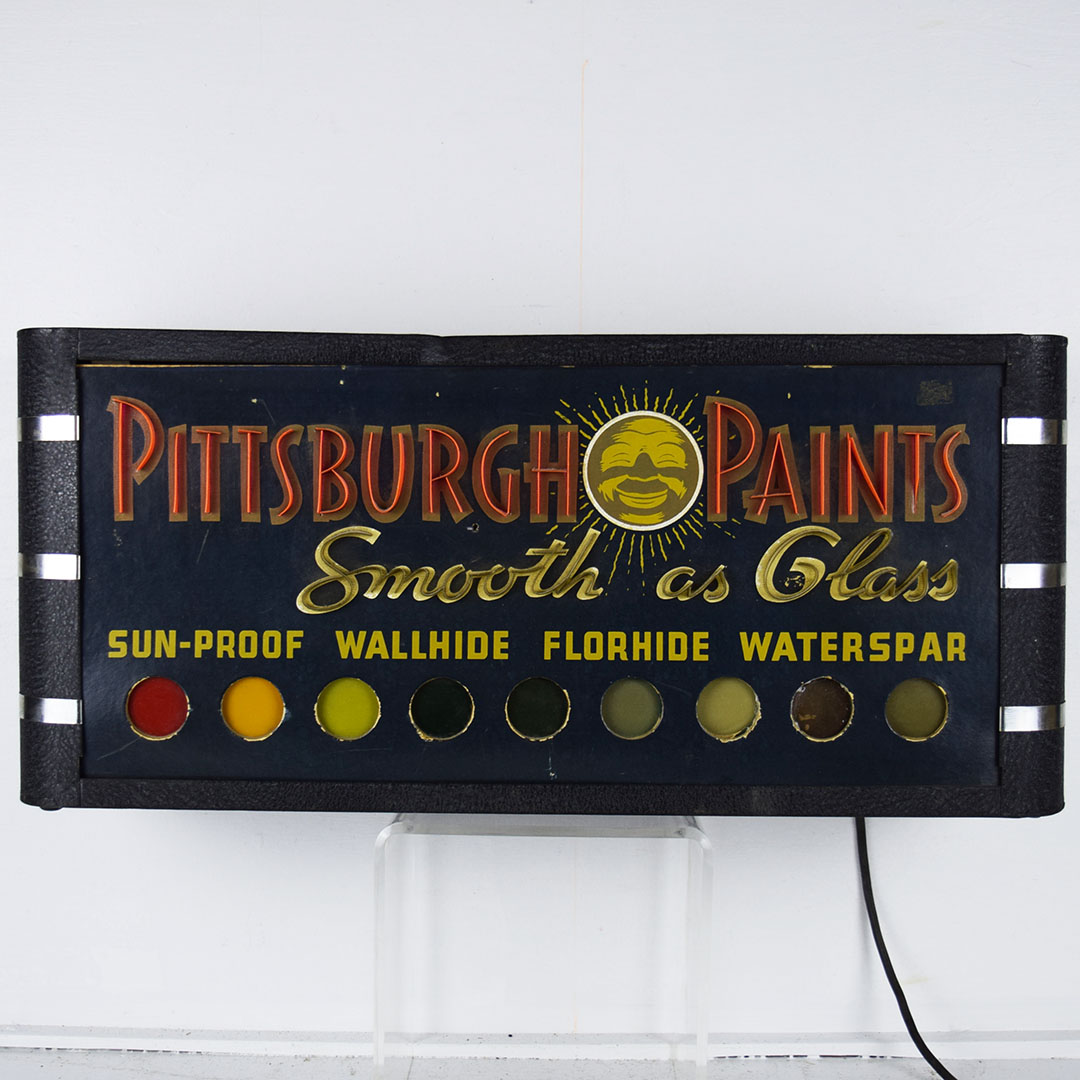 PITTSBURGH PAINTS
Smooth as Glass
SUN-PROOF WALLHIDE FLORHIDE WATERSPAR